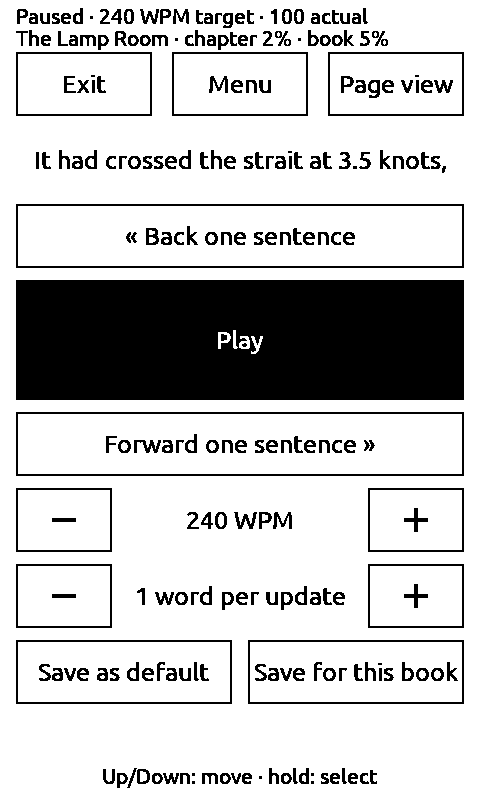 Paused · 240 WPM target · 100 actual
The Lamp Room · chapter 2% · book 5%
Exit Menu Page view
It had crossed the strait at 3.5 knots,
« Back one sentence
Play
Forward one sentence »
− 240 WPM +
− 1 word per update +
Save as default Save for this book
Up/Down: move · hold: select